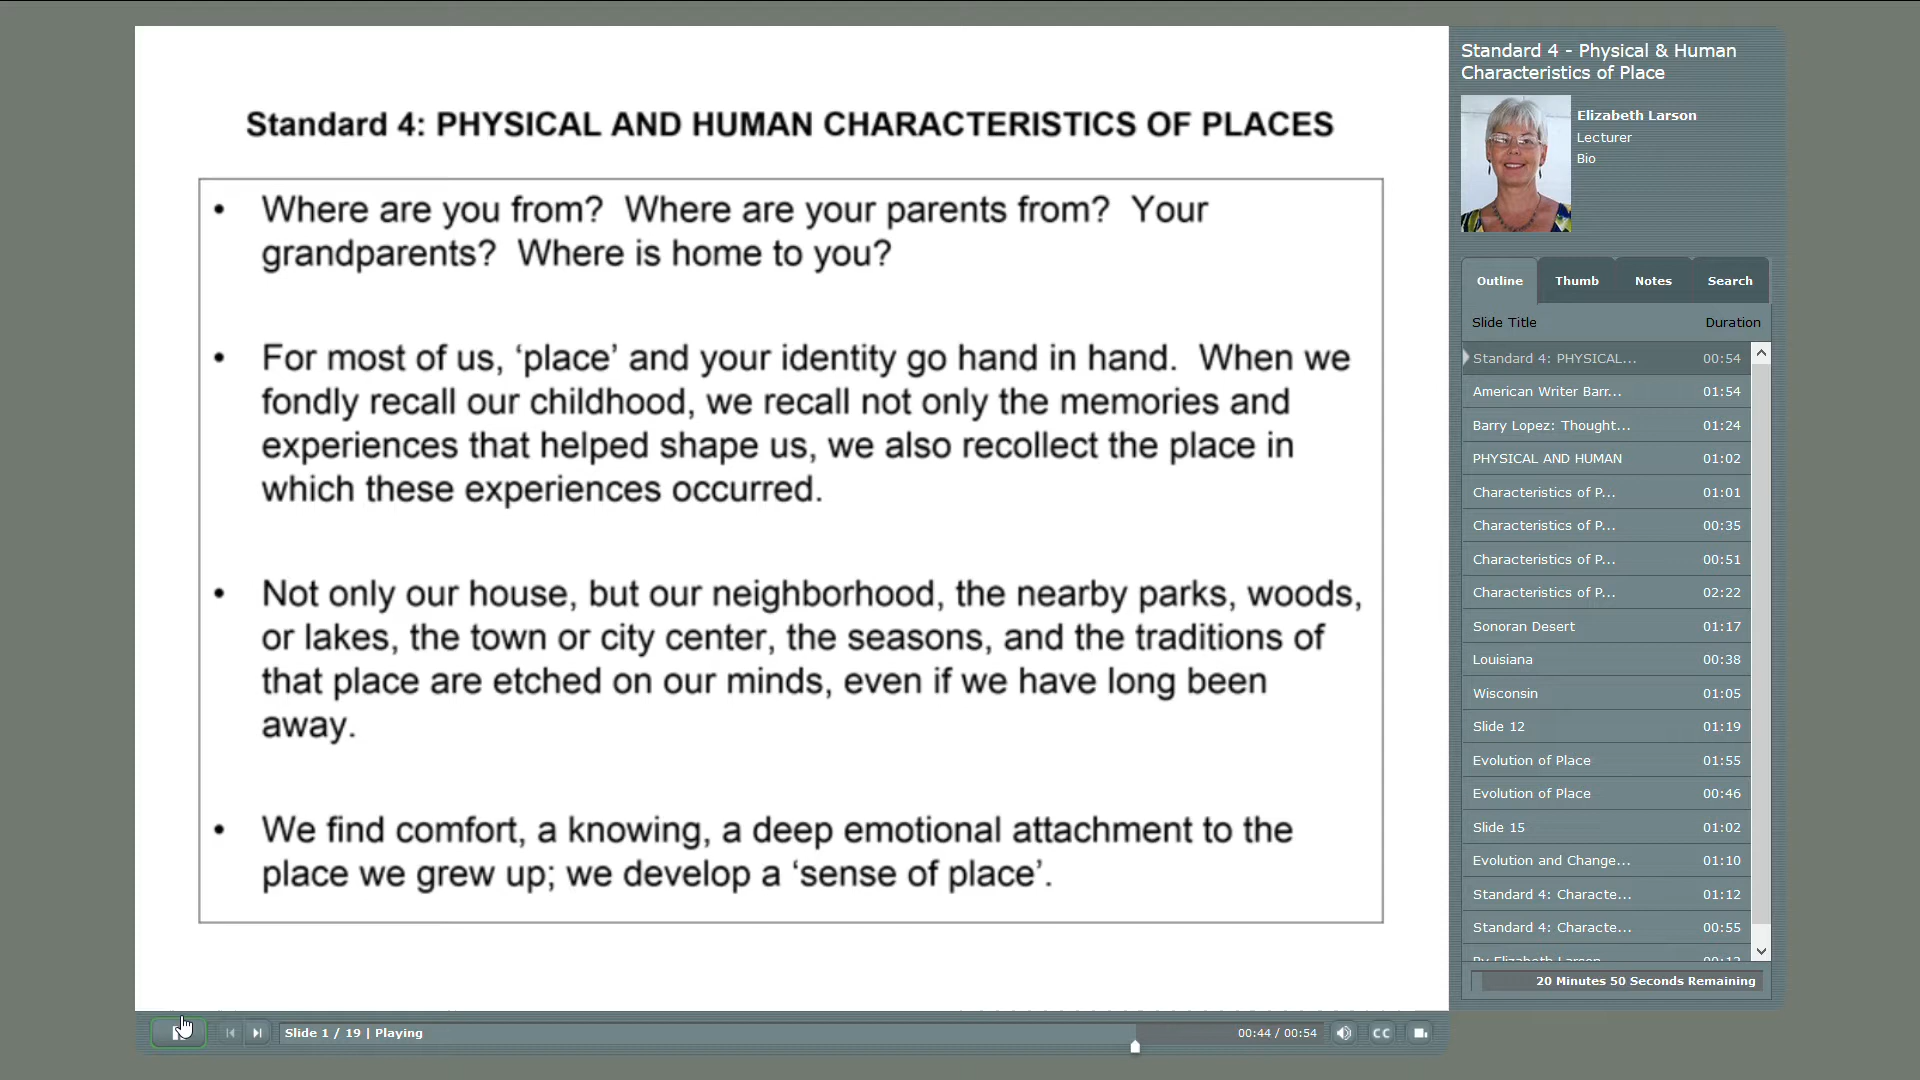 Standard 4: PHYSICAL AND HUMAN CHARACTERISTICS OF PLACES
• Where are you from?  Where are your parents from?  Your
grandparents?  Where is home to you?
• For most of us, ‘place’ and your identity go hand in hand.  When we
fondly recall our childhood, we recall not only the memories and
experiences that helped shape us, we also recollect the place in
which these experiences occurred.
• Not only our house, but our neighborhood, the nearby parks, woods,
or lakes, the town or city center, the seasons, and the traditions of
that place are etched on our minds, even if we have long been
away.
• We find comfort, a knowing, a deep emotional attachment to the
place we grew up; we develop a ‘sense of place’.
Slide 1 / 19 | Playing
00:44 / 00:54
CC
Standard 4 - Physical & Human
Characteristics of Place
Elizabeth Larson
Lecturer
Bio
Outline Thumb Notes Search
Slide Title Duration
Standard 4: PHYSICAL... 00:54
American Writer Barr... 01:54
Barry Lopez: Thought... 01:24
PHYSICAL AND HUMAN 01:02
Characteristics of P... 01:01
Characteristics of P... 00:35
Characteristics of P... 00:51
Characteristics of P... 02:22
Sonoran Desert 01:17
Louisiana 00:38
Wisconsin 01:05
Slide 12 01:19
Evolution of Place 01:55
Evolution of Place 00:46
Slide 15 01:02
Evolution and Change... 01:10
Standard 4: Characte... 01:12
Standard 4: Characte... 00:55
By Elizabeth Larson 00:12
20 Minutes 50 Seconds Remaining